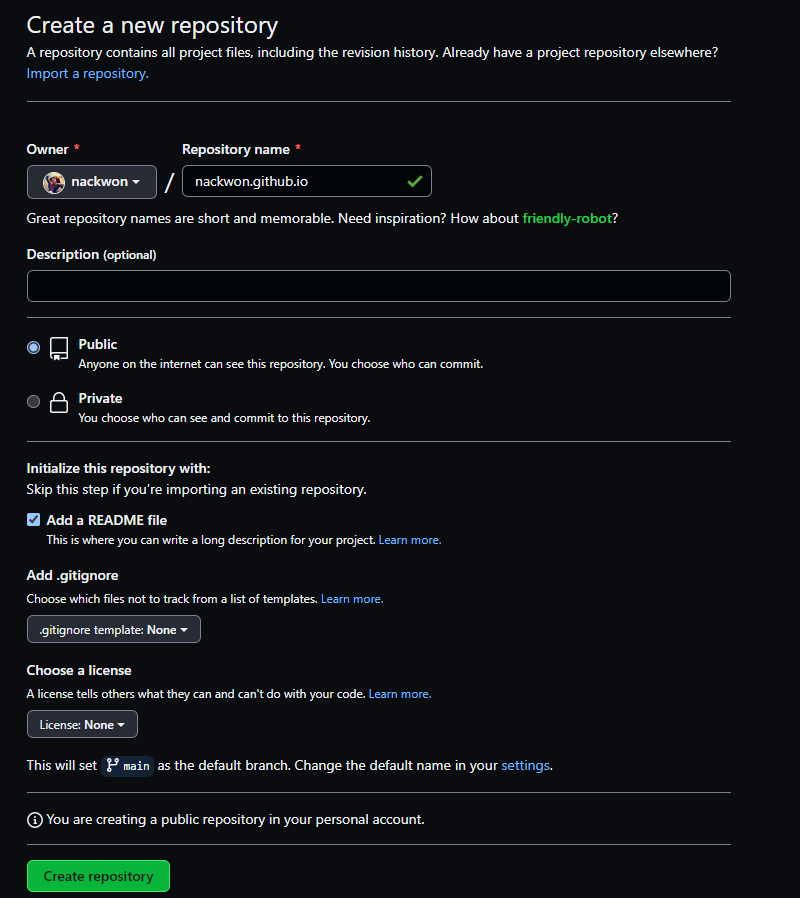 Create a new repository
A repository contains all project files, including the revision history. Already have a project repository elsewhere?
Import a repository.
Owner * Repository name *
nackwon / nackwon.github.io
Great repository names are short and memorable. Need inspiration? How about friendly-robot?
Description (optional)
Public
Anyone on the internet can see this repository. You choose who can commit.
Private
You choose who can see and commit to this repository.
Initialize this repository with:
Skip this step if you’re importing an existing repository.
Add a README file
This is where you can write a long description for your project. Learn more.
Add .gitignore
Choose which files not to track from a list of templates. Learn more.
.gitignore template: None
Choose a license
A license tells others what they can and can't do with your code. Learn more.
License: None
This will set main as the default branch. Change the default name in your settings.
You are creating a public repository in your personal account.
Create repository